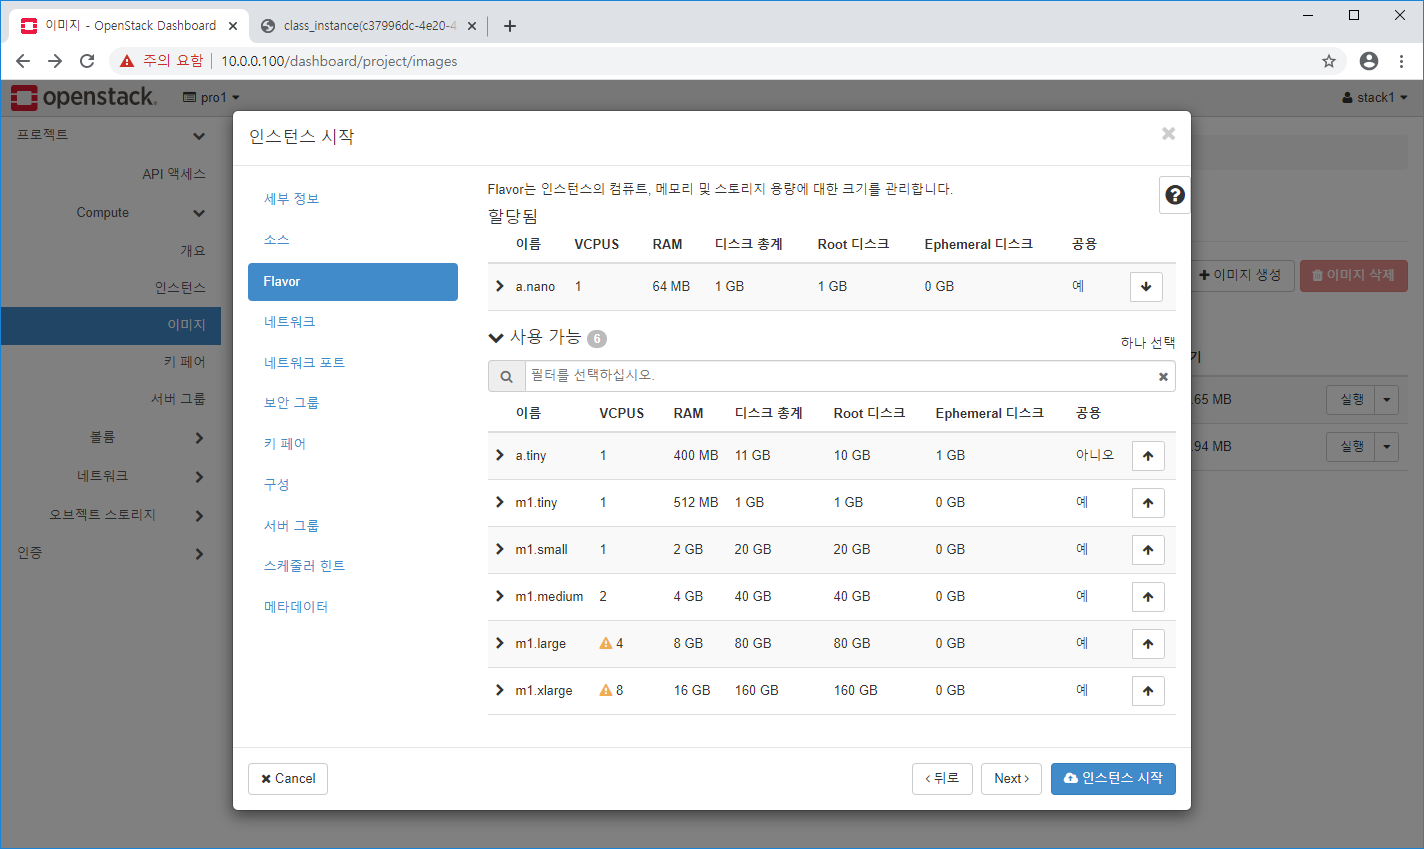 이미지 - OpenStack Dashboard
class_instance(c37996dc-4e20-4
주의 요함
10.0.0.100/dashboard/project/images
openstack.
pro1
stack1
프로젝트
API 액세스
Compute
개요
인스턴스
이미지
키 페어
서버 그룹
볼륨
네트워크
오브젝트 스토리지
인증
인스턴스 시작
세부 정보
소스
Flavor
네트워크
네트워크 포트
보안 그룹
키 페어
구성
서버 그룹
스케줄러 힌트
메타데이터
Flavor는 인스턴스의 컴퓨트, 메모리 및 스토리지 용량에 대한 크기를 관리합니다.
할당됨
이름 VCPUS RAM 디스크 총계 Root 디스크 Ephemeral 디스크 공용
a.nano 1 64 MB 1 GB 1 GB 0 GB 예
사용 가능 6
하나 선택
필터를 선택하십시오.
이름 VCPUS RAM 디스크 총계 Root 디스크 Ephemeral 디스크 공용
a.tiny 1 400 MB 11 GB 10 GB 1 GB 아니오
m1.tiny 1 512 MB 1 GB 1 GB 0 GB 예
m1.small 1 2 GB 20 GB 20 GB 0 GB 예
m1.medium 2 4 GB 40 GB 40 GB 0 GB 예
m1.large 4 8 GB 80 GB 80 GB 0 GB 예
m1.xlarge 8 16 GB 160 GB 160 GB 0 GB 예
Cancel
‹ 뒤로
Next ›
인스턴스 시작
이미지 생성
이미지 삭제
기
.65 MB 실행
.94 MB 실행